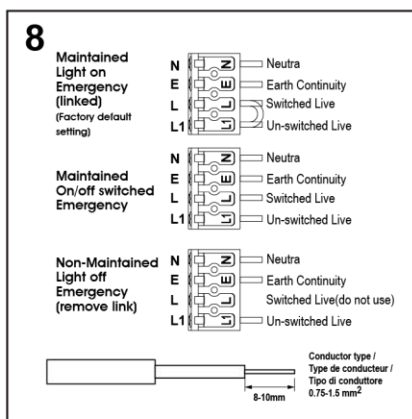 8
Maintained
Light on
Emergency
(linked)
(Factory default
setting)
N N Neutra
E E Earth Continuity
L L Switched Live
L1 L1 Un-switched Live
Maintained
On/off switched
Emergency
N N Neutra
E E Earth Continuity
L L Switched Live
L1 L1 Un-switched Live
Non-Maintained
Light off
Emergency
(remove link)
N N Neutra
E E Earth Continuity
L L Switched Live(do not use)
L1 L1 Un-switched Live
8-10mm
Conductor type /
Type de conducteur /
Tipo di conduttore
0.75-1.5 mm²